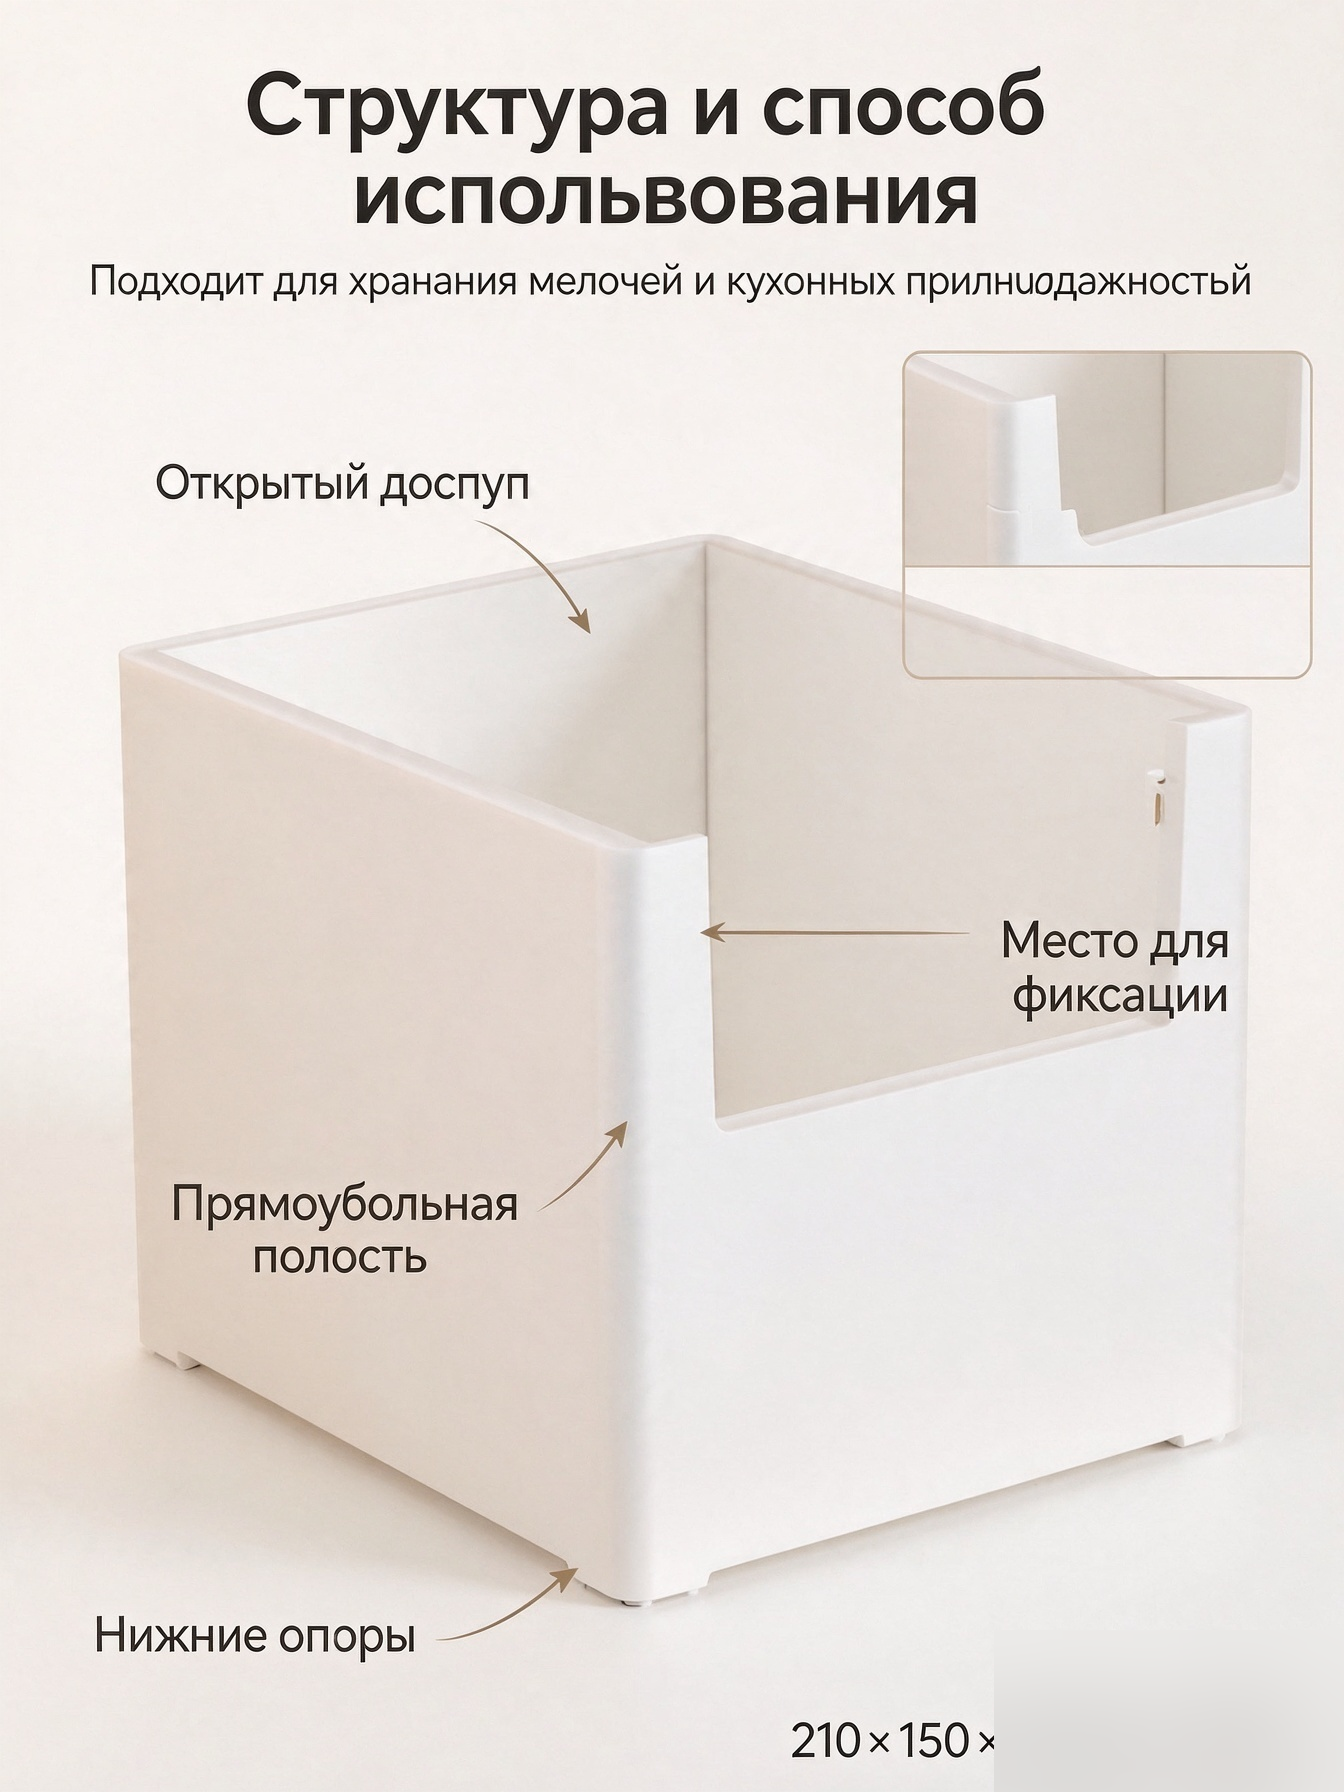 Структура и способ
испольвования
Подходит для хранания мелочей и кухонных прилниодажностьй
Открытый доступ
Место для
фиксации
Прямоубольная
полость
Нижние опоры
210×150×